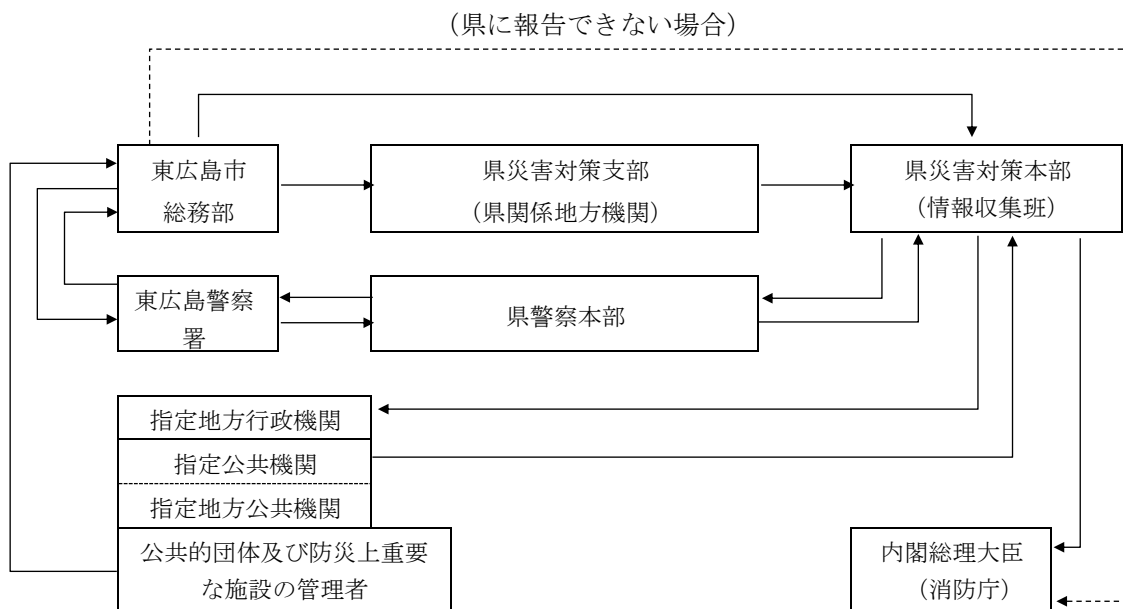 （県に報告できない場合）
東広島市
総務部
県災害対策支部
（県関係地方機関）
県災害対策本部
（情報収集班）
東広島警察
署
県警察本部
指定地方行政機関
指定公共機関
指定地方公共機関
公共的団体及び防災上重要
な施設の管理者
内閣総理大臣
（消防庁）